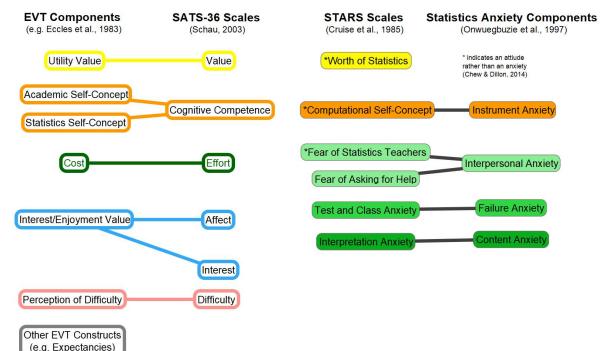 EVT Components
(e.g. Eccles et al., 1983)
SATS-36 Scales
(Schau, 2003)
STARS Scales
(Cruise et al., 1985)
Statistics Anxiety Components
(Onwuegbuzie et al., 1997)
Utility Value
Value
*Worth of Statistics
* indicates an attiude
rather than an anxiety
(Chew & Dillon, 2014)
Academic Self-Concept
Statistics Self-Concept
Cognitive Competence
*Computational Self-Concept
Instrument Anxiety
Cost
Effort
*Fear of Statistics Teachers
Fear of Asking for Help
Interpersonal Anxiety
Interest/Enjoyment Value
Affect
Interest
Test and Class Anxiety
Failure Anxiety
Interpretation Anxiety
Content Anxiety
Perception of Difficulty
Difficulty
Other EVT Constructs
(e.g. Expectancies)